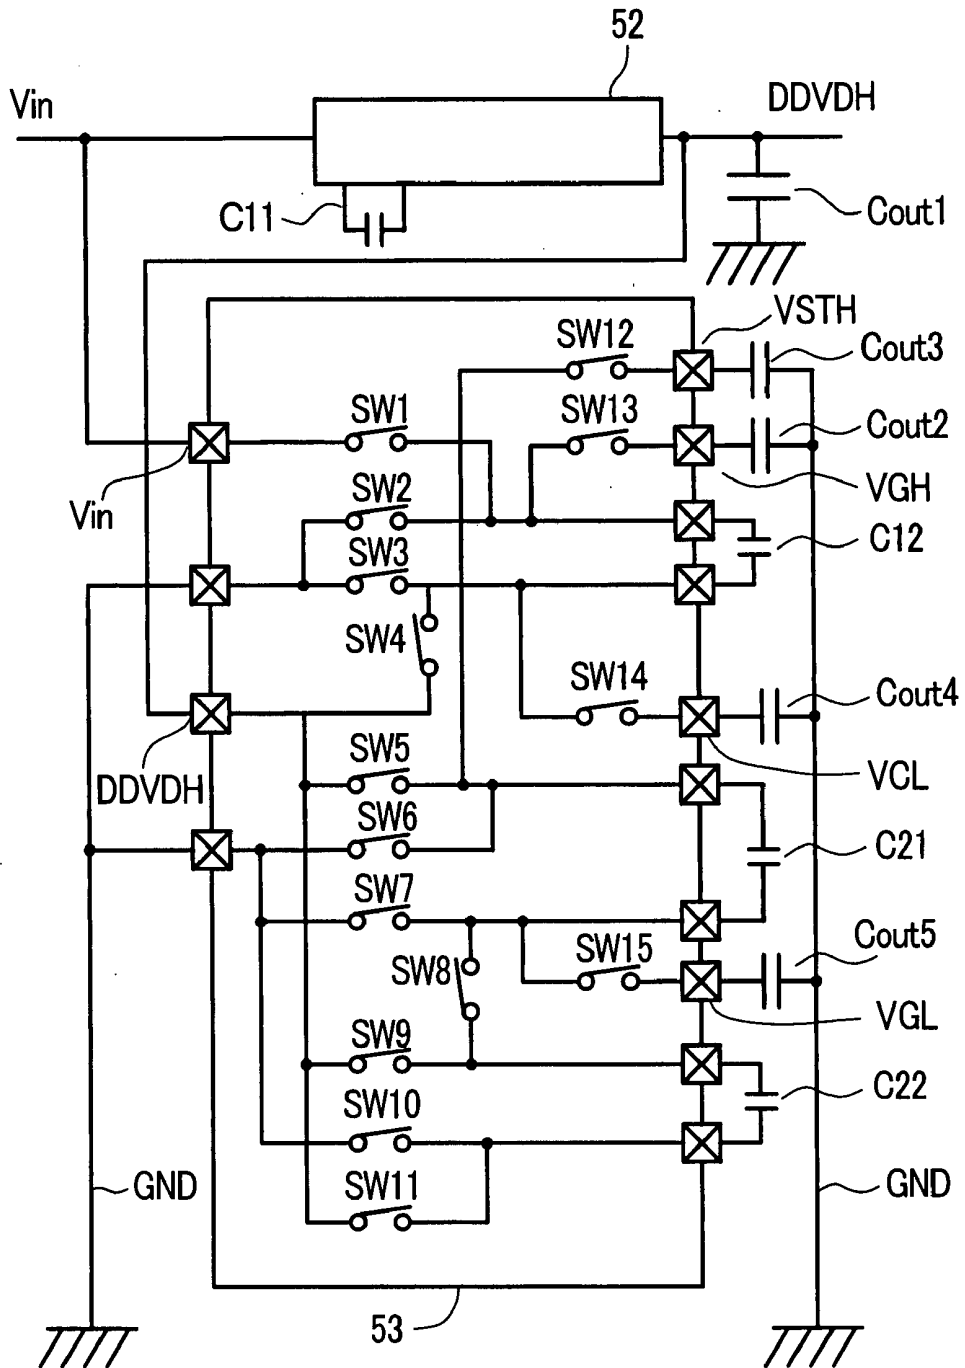 52
Vin
DDVDH
C11
Cout1
VSTH
SW12
Cout3
SW1
SW13
Cout2
Vin
SW2
VGH
SW3
C12
SW4
SW14
Cout4
DDVDH
SW5
VCL
SW6
C21
SW7
SW15
Cout5
SW8
VGL
SW9
C22
SW10
GND
SW11
GND
53